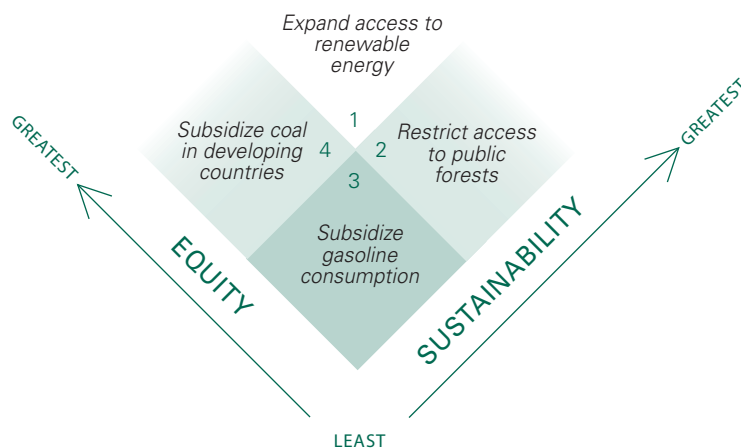 Expand access to
renewable
energy
1
Subsidize coal
in developing
countries
4
2
Restrict access
to public
forests
3
Subsidize
gasoline
consumption
GREATEST
GREATEST
EQUITY
SUSTAINABILITY
LEAST